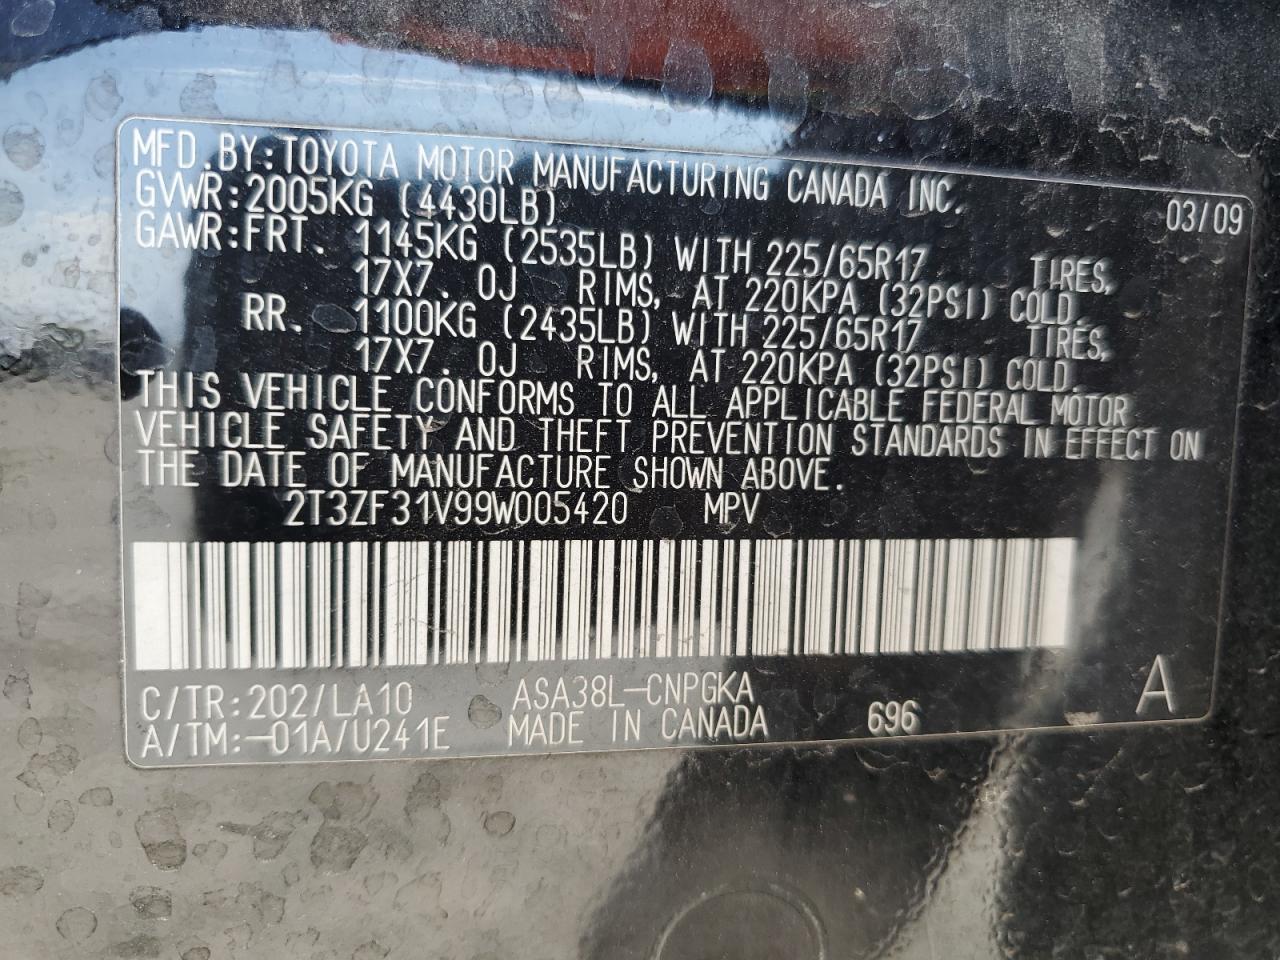 MFD.BY:TOYOTA MOTOR MANUFACTURING CANADA INC.
GVWR:2005KG (4430LB) 03/09
GAWR:FRT. 1145KG (2535LB) WITH 225/65R17 TIRES,
17X7.0J RIMS, AT 220KPA (32PSI) COLD.
RR. 1100KG (2435LB) WITH 225/65R17 TIRES,
17X7.0J RIMS, AT 220KPA (32PSI) COLD.
THIS VEHICLE CONFORMS TO ALL APPLICABLE FEDERAL MOTOR
VEHICLE SAFETY AND THEFT PREVENTION STANDARDS IN EFFECT ON
THE DATE OF MANUFACTURE SHOWN ABOVE.
2T3ZF31V99W005420 MPV
C/TR:202/LA10 ASA38L-CNPGKA A
A/TM:-01A/U241E MADE IN CANADA 696